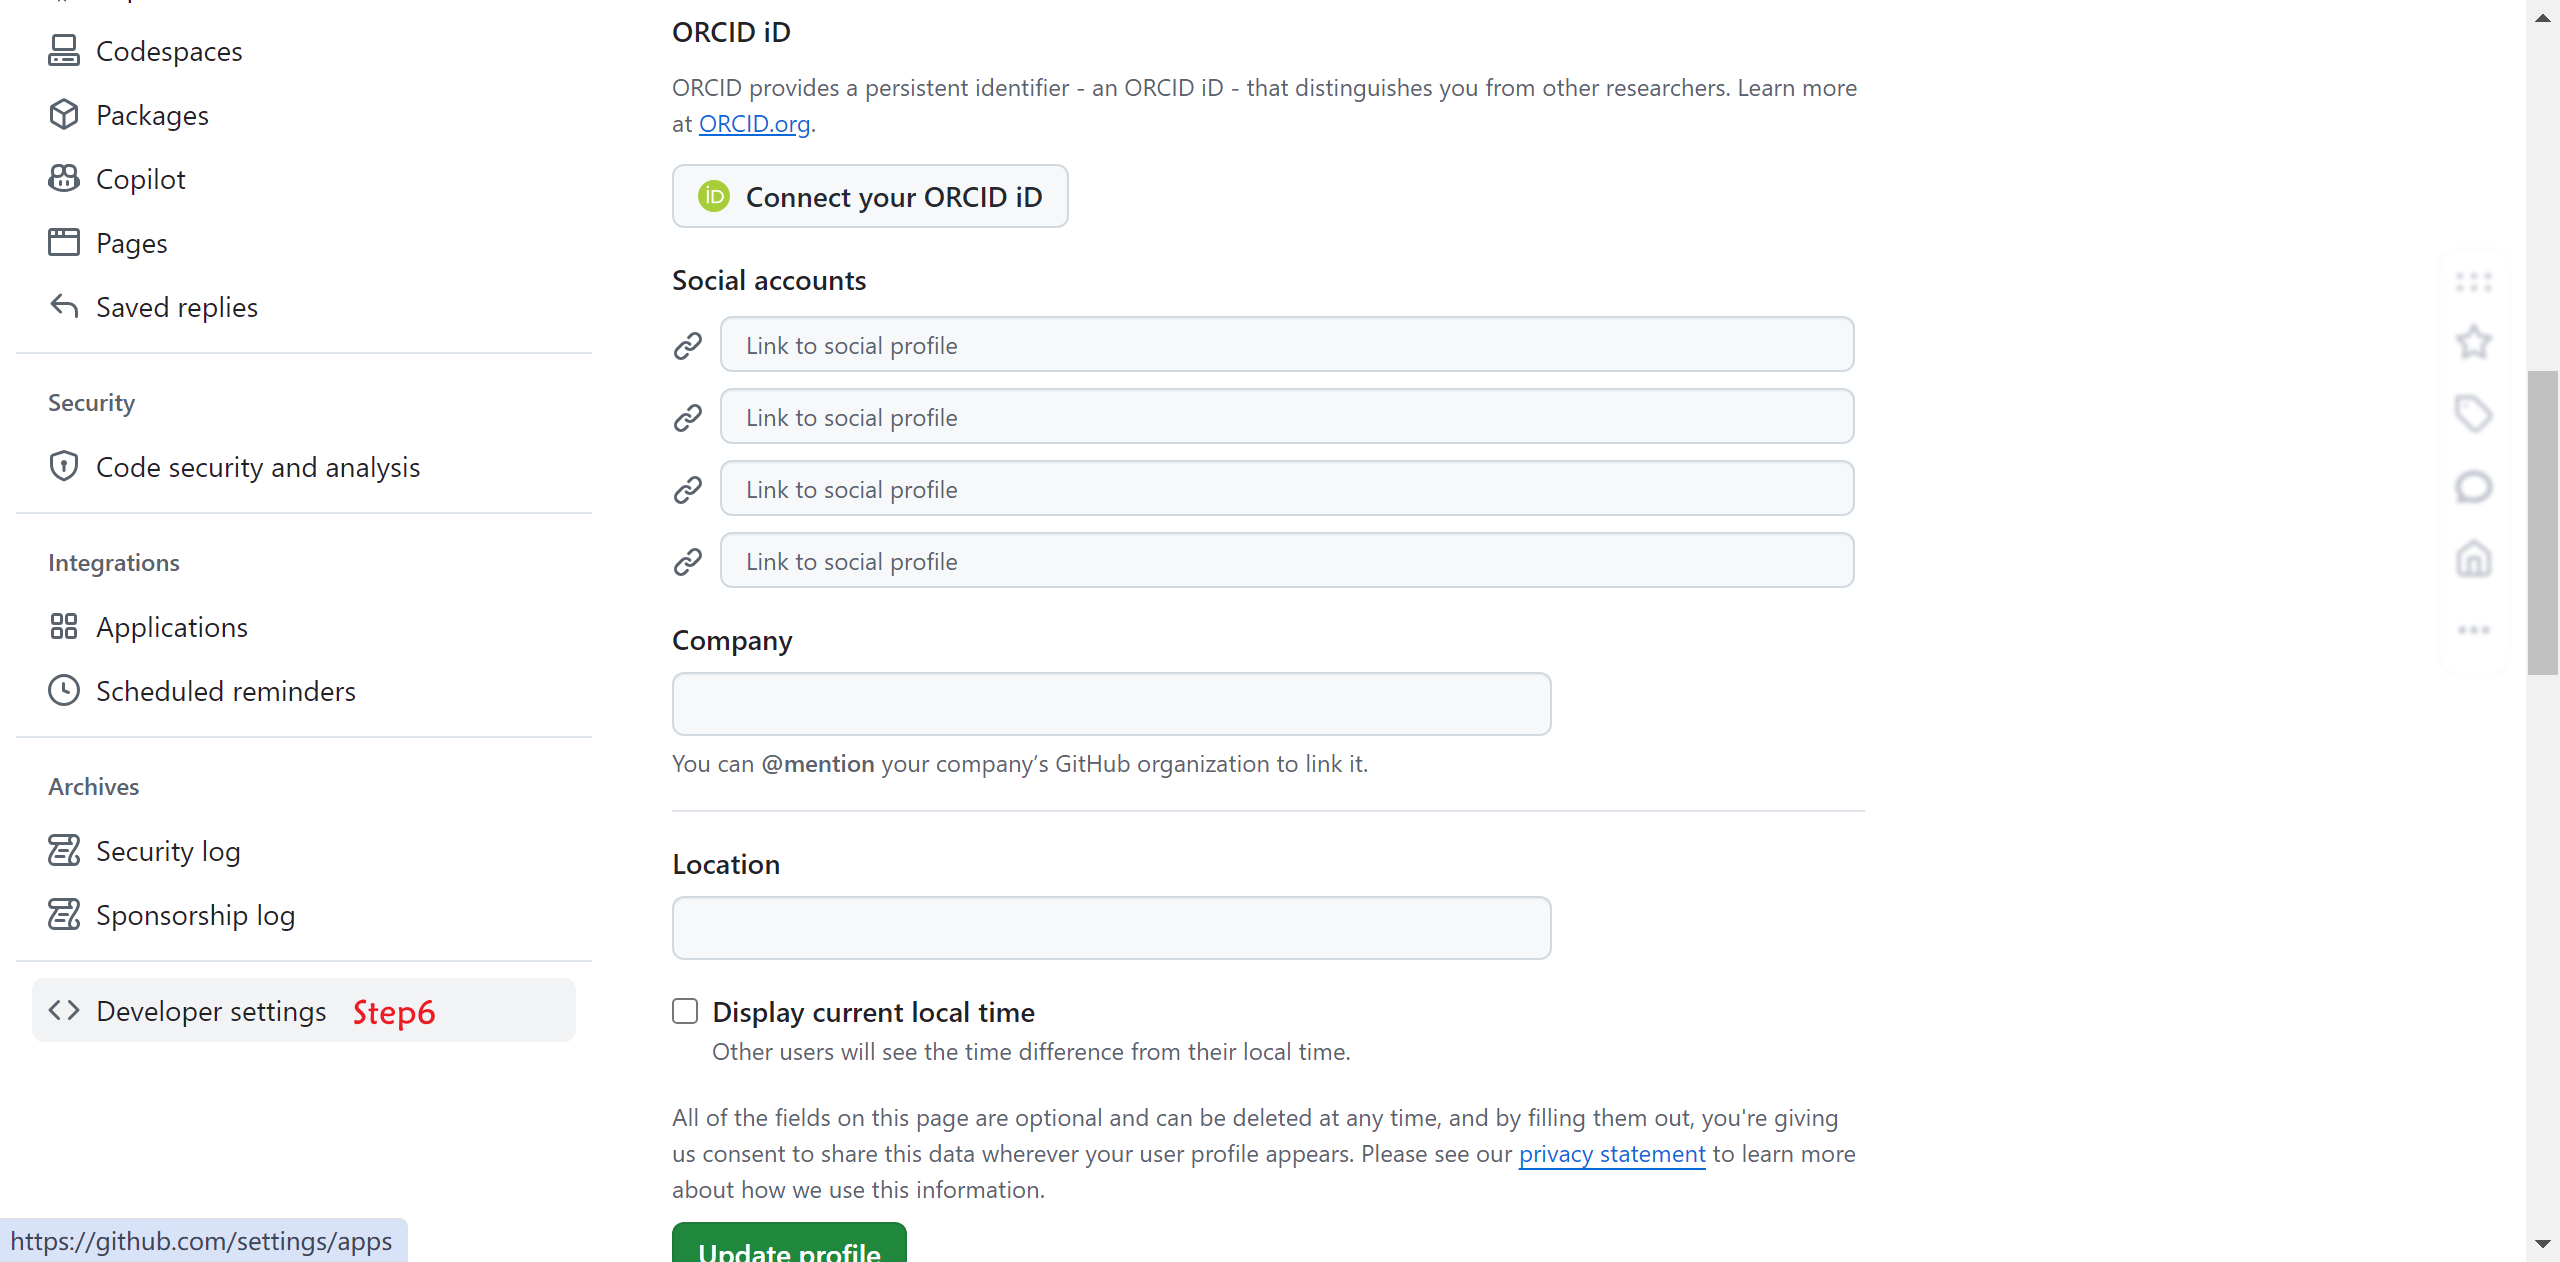 Codespaces
Packages
Copilot
Pages
Saved replies
Security
Code security and analysis
Integrations
Applications
Scheduled reminders
Archives
Security log
Sponsorship log
Developer settings Step6
https://github.com/settings/apps
ORCID iD
ORCID provides a persistent identifier - an ORCID iD - that distinguishes you from other researchers. Learn more
at ORCID.org.
iD Connect your ORCID iD
Social accounts
Link to social profile
Link to social profile
Link to social profile
Link to social profile
Company
You can @mention your company’s GitHub organization to link it.
Location
Display current local time
Other users will see the time difference from their local time.
All of the fields on this page are optional and can be deleted at any time, and by filling them out, you're giving
us consent to share this data wherever your user profile appears. Please see our privacy statement to learn more
about how we use this information.
Update profile